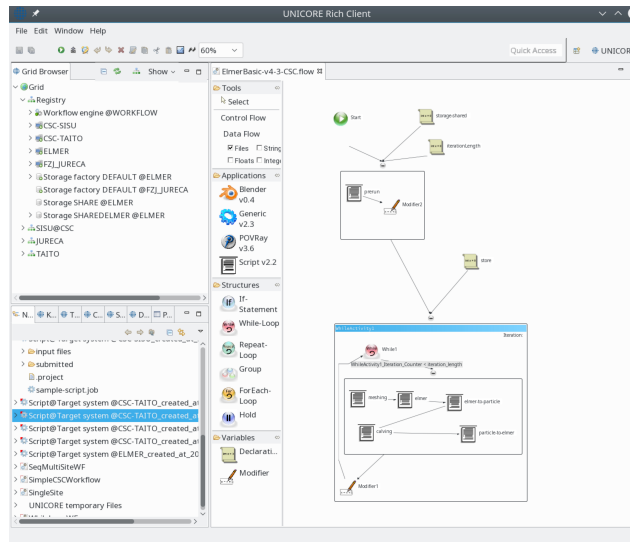 UNICORE Rich Client
File Edit Window Help
60%
Quick Access
UNICOR
Grid Browser
Show
Grid
Registry
Workflow engine @WORKFLOW
CSC-SISU
CSC-TAITO
ELMER
FZJ_JURECA
Storage factory DEFAULT @ELMER
Storage factory DEFAULT @FZJ_JURECA
Storage SHARE @ELMER
Storage SHAREDELMER @ELMER
SISU@CSC
JURECA
TAITO
N... K... T... C... S... D... P...
input files
submitted
.project
sample-script.job
Script@Target system @CSC-TAITO_created_at
Script@Target system @CSC-TAITO_created_at
Script@Target system @CSC-TAITO_created_at
Script@Target system @CSC-TAITO_created_at
Script@Target system @ELMER_created_at_20
SeqMultiSiteWF
SimpleCSCWorkflow
SingleSite
UNICORE temporary Files
ElmerBasic-v4-3-CSC.flow
Tools
Select
Control Flow
Data Flow
Files String
Floats Intege
Applications
Blender
v0.4
Generic
v2.3
POVRay
v3.6
Script v2.2
Structures
If-
Statement
While-Loop
Repeat-
Loop
Group
ForEach-
Loop
Hold
Variables
Declarati...
Modifier
Start
storage-shared
iterationLength
prerun
Modifier2
store
WhileActivity1
Iteration:
While1
WhileActivity1_Iteration_Counter < iteration_length
meshing
elmer
elmer-to-particle
calving
particle-to-elmer
Modifier1